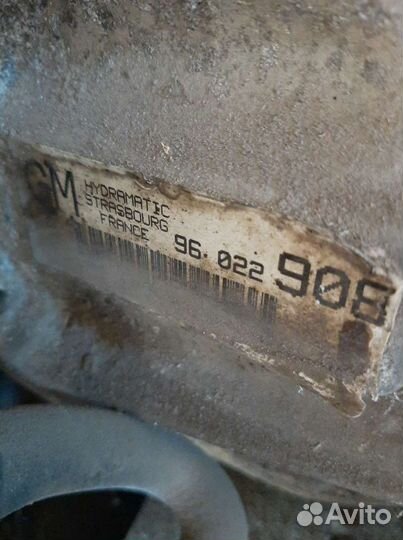 GM
HYDRAMATIC
STRASBOURG
FRANCE
96 022 908
Avito